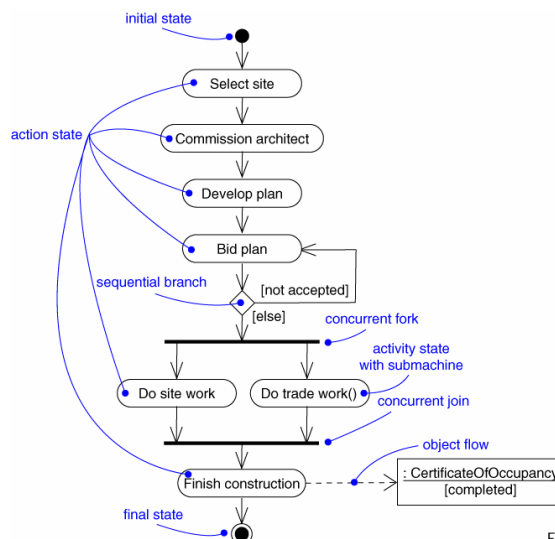 initial state
Select site
action state
Commission architect
Develop plan
Bid plan
sequential branch
[not accepted]
[else]
concurrent fork
activity state
with submachine
Do site work
Do trade work()
concurrent join
object flow
: CertificateOfOccupancy
[completed]
Finish construction
final state